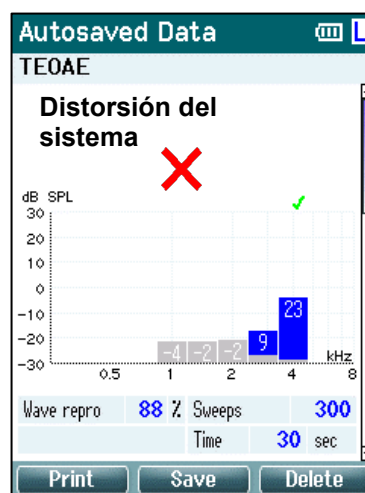 Autosaved Data L
TEOAE
Distorsión del
sistema
dB SPL
30
20
10
0
-10
-20
-30
-4 -2 -2 9 23
kHz
0.5 1 2 4 8
Wave repro 88 % Sweeps 300
Time 30 sec
Print Save Delete